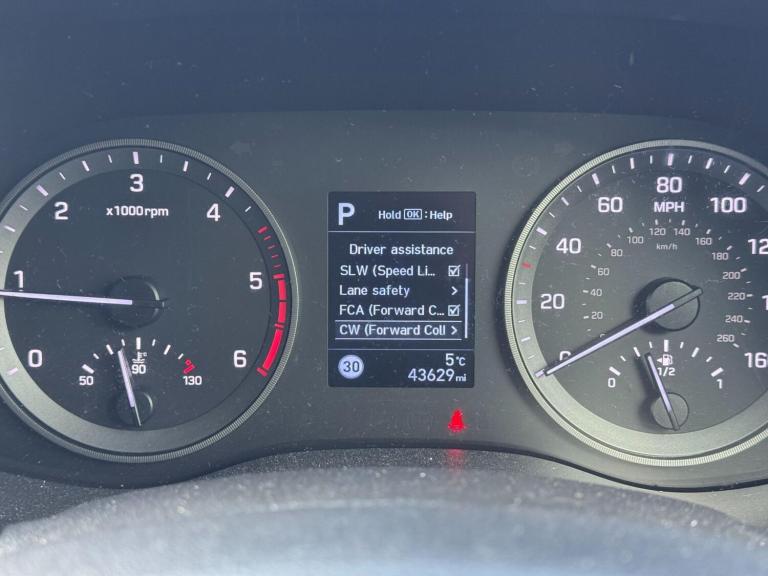 0
1
2
3
4
5
6
x1000rpm
50
90
130
°C
P Hold OK : Help
Driver assistance
SLW (Speed Li...
Lane safety >
FCA (Forward C...
CW (Forward Coll >
30
5°C
43629mi
20
40
60
80
100
MPH
km/h
20
40
60
80
100
120
140
160
180
200
240
260
0
1/2
1